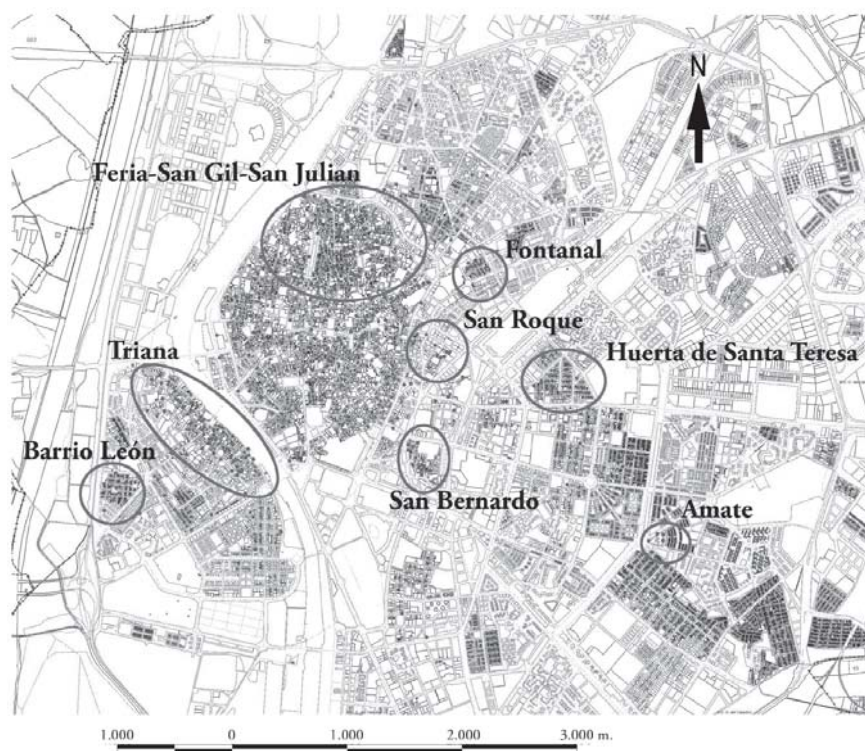 N
Feria-San Gil-San Julian
Fontanal
San Roque
Triana
Huerta de Santa Teresa
Barrio León
San Bernardo
Amate
1.000 0 1.000 2.000 3.000 m.